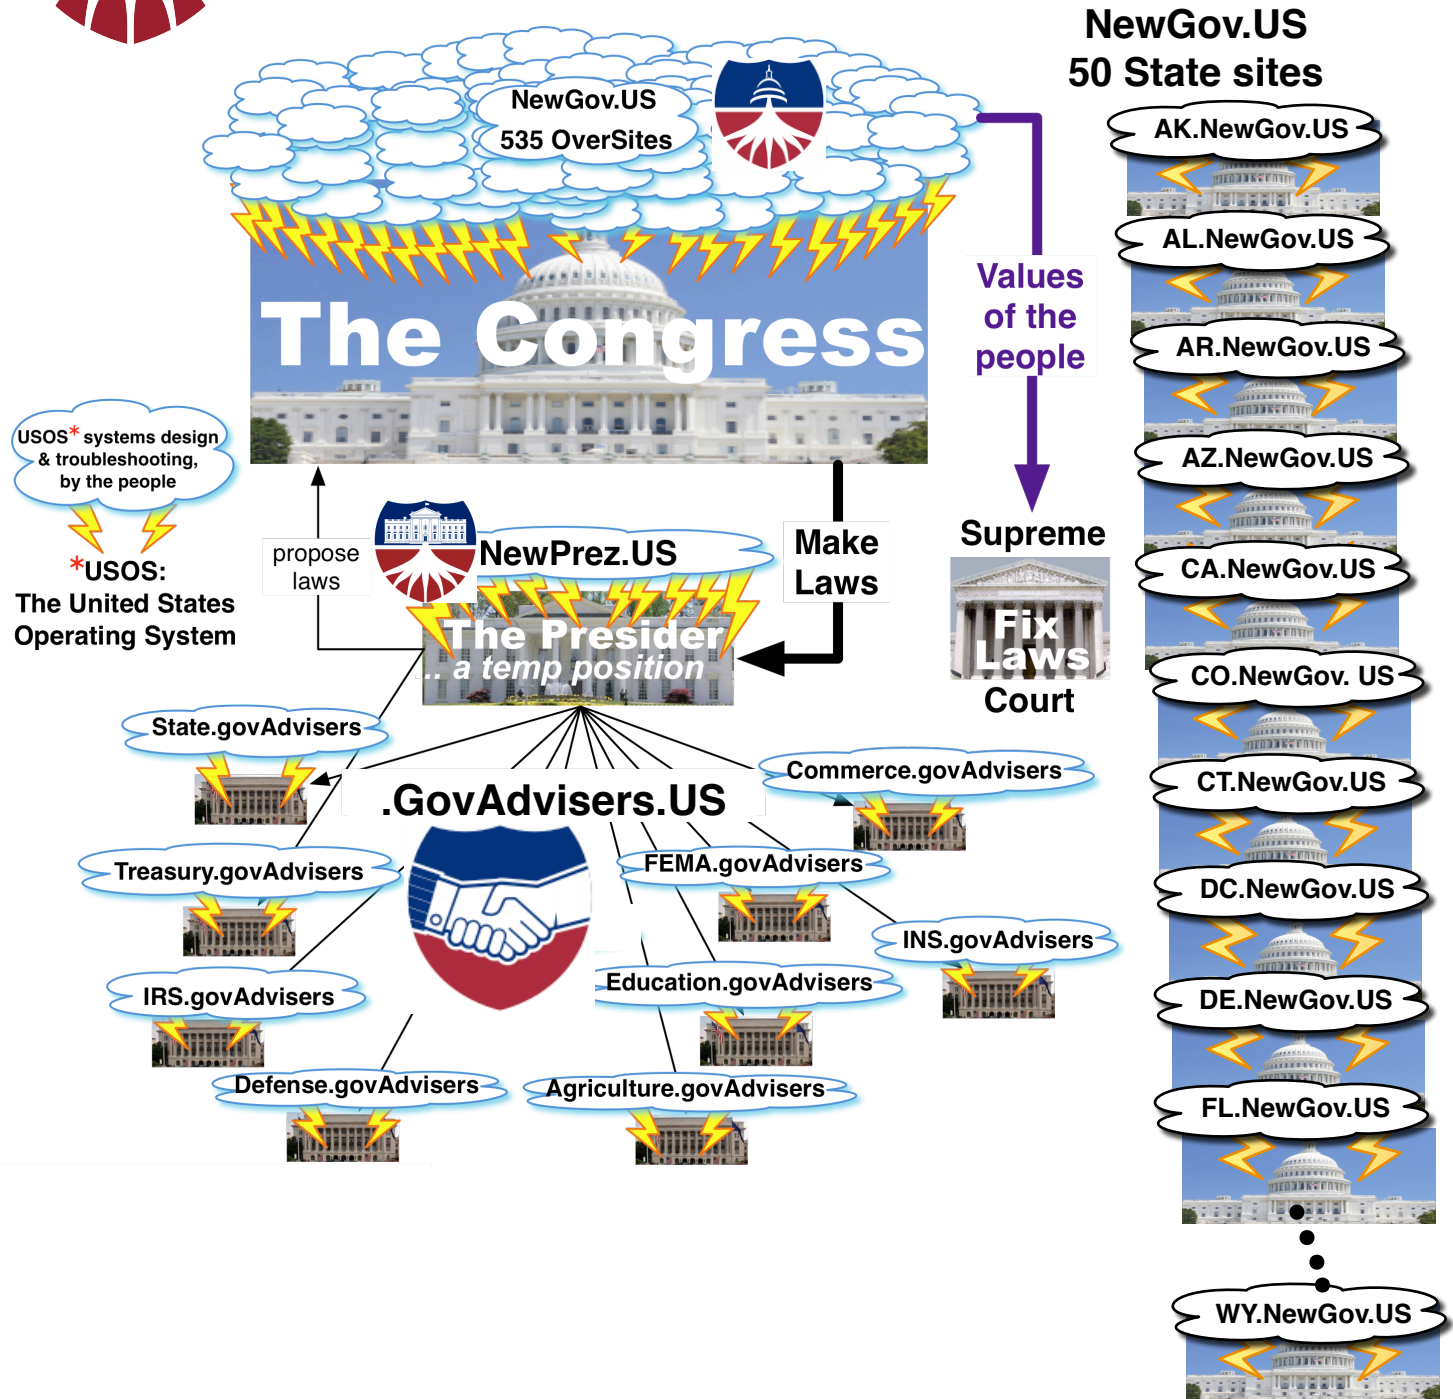 NewGov.US
50 State sites
NewGov.US
535 OverSites
The Congress
Values
of the
people
USOS* systems design
& troubleshooting,
by the people
*USOS:
The United States
Operating System
propose
laws
NewPrez.US
The Presider
... a temp position
Make
Laws
Supreme
Fix
Laws
Court
State.govAdvisers
Commerce.govAdvisers
.GovAdvisers.US
Treasury.govAdvisers
FEMA.govAdvisers
INS.govAdvisers
IRS.govAdvisers
Education.govAdvisers
Defense.govAdvisers
Agriculture.govAdvisers
AK.NewGov.US
AL.NewGov.US
AR.NewGov.US
AZ.NewGov.US
CA.NewGov.US
CO.NewGov. US
CT.NewGov.US
DC.NewGov.US
DE.NewGov.US
FL.NewGov.US
WY.NewGov.US